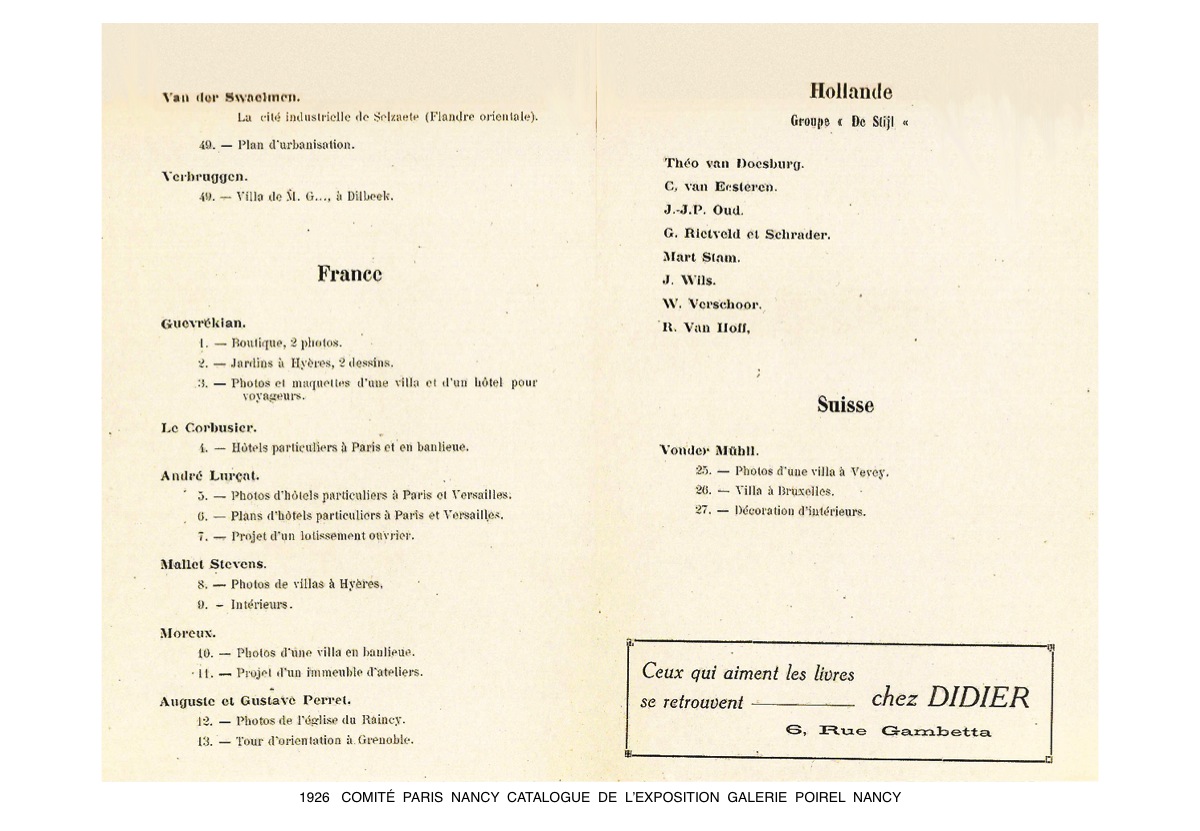 Van der Swaelmen.
La cité industrielle de Selzaete (Flandre orientale).
49. — Plan d'urbanisation.
Verbruggen.
49. — Villa de M. G..., à Dilbeek.
France
Guevrékian.
1. — Boutique, 2 photos.
2. — Jardins à Hyères, 2 dessins.
3. — Photos et maquettes d'une villa et d'un hôtel pour
voyageurs.
Le Corbusier.
4. — Hôtels particuliers à Paris et en banlieue.
André Lurçat.
5. — Photos d'hôtels particuliers à Paris et Versailles.
6. — Plans d'hôtels particuliers à Paris et Versailles.
7. — Projet d'un lotissement ouvrier.
Mallet Stevens.
8. — Photos de villas à Hyères.
9. - Intérieurs.
Moreux.
10. — Photos d'une villa en banlieue.
11. — Projet d'un immeuble d'ateliers.
Auguste et Gustave Perret.
12. — Photos de l'église du Raincy.
13. — Tour d'orientation à Grenoble.
Hollande
Groupe « De Stijl «
Théo van Doesburg.
C. van Eesteren.
J.-J.P. Oud.
G. Rietveld et Schrader.
Mart Stam.
J. Wils.
W. Verschoor.
R. Van Hoff,
Suisse
Vonder Mühll.
25. — Photos d'une villa à Vevey.
26. — Villa à Bruxelles.
27. — Décoration d'intérieurs.
Ceux qui aiment les livres
se retrouvent ———— chez DIDIER
6, Rue Gambetta
1926 COMITÉ PARIS NANCY CATALOGUE DE L'EXPOSITION GALERIE POIREL NANCY